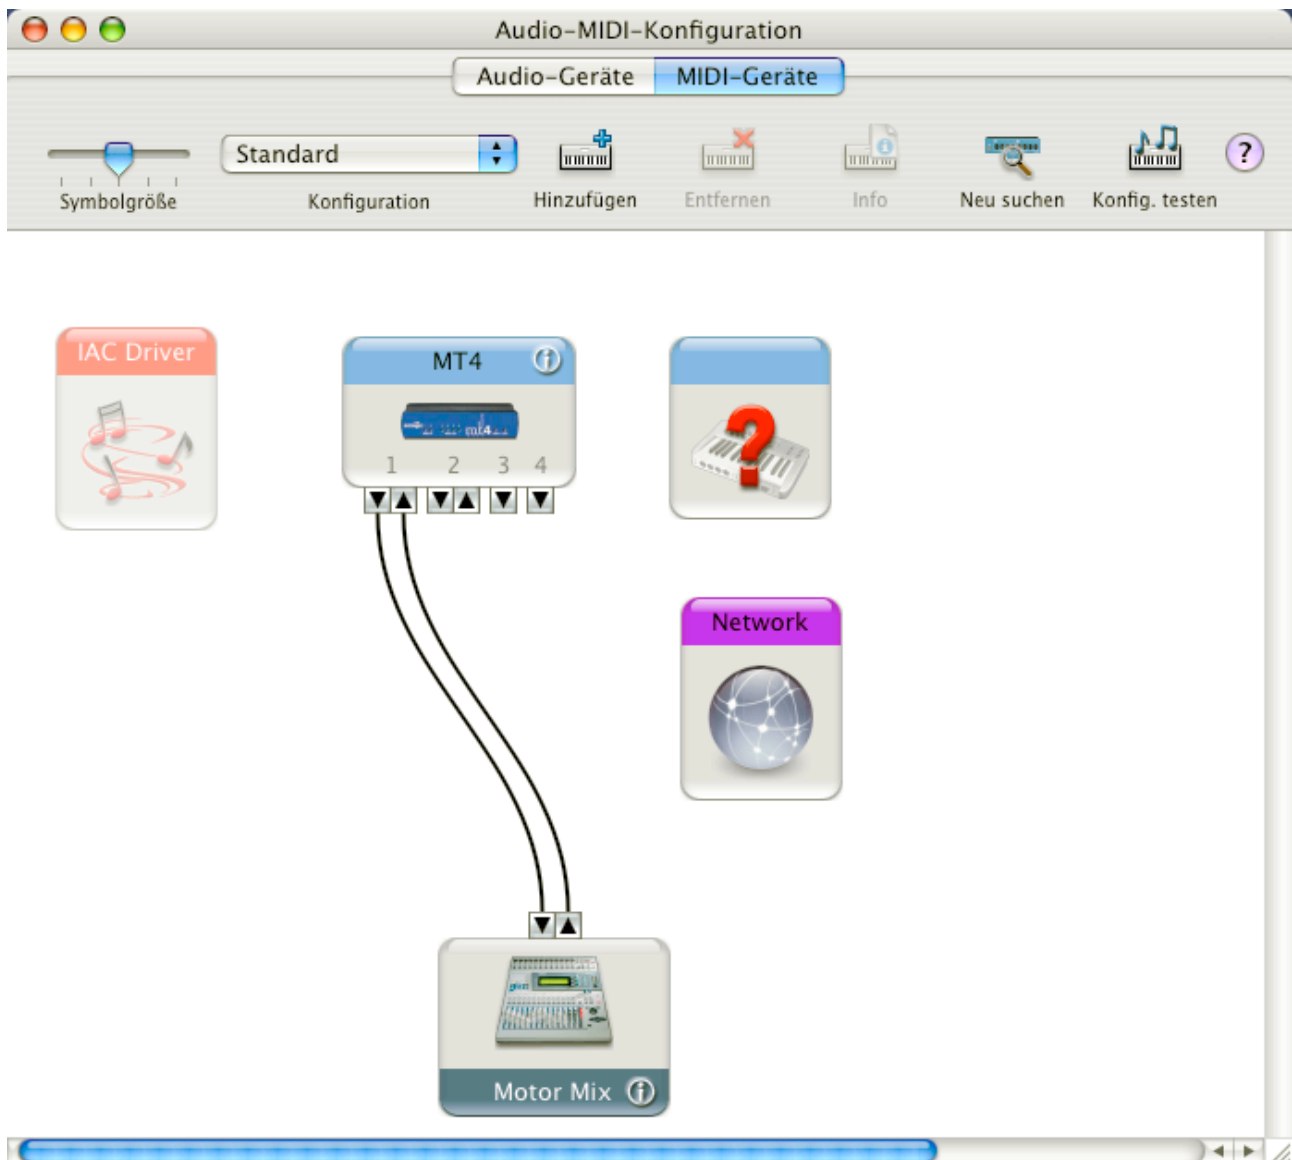 Audio-MIDI-Konfiguration
Audio-Geräte MIDI-Geräte
Standard
?
Symbolgröße Konfiguration Hinzufügen Entfernen Info Neu suchen Konfig. testen
IAC Driver
MT4
mt4
1 2 3 4
?
Network
Motor Mix